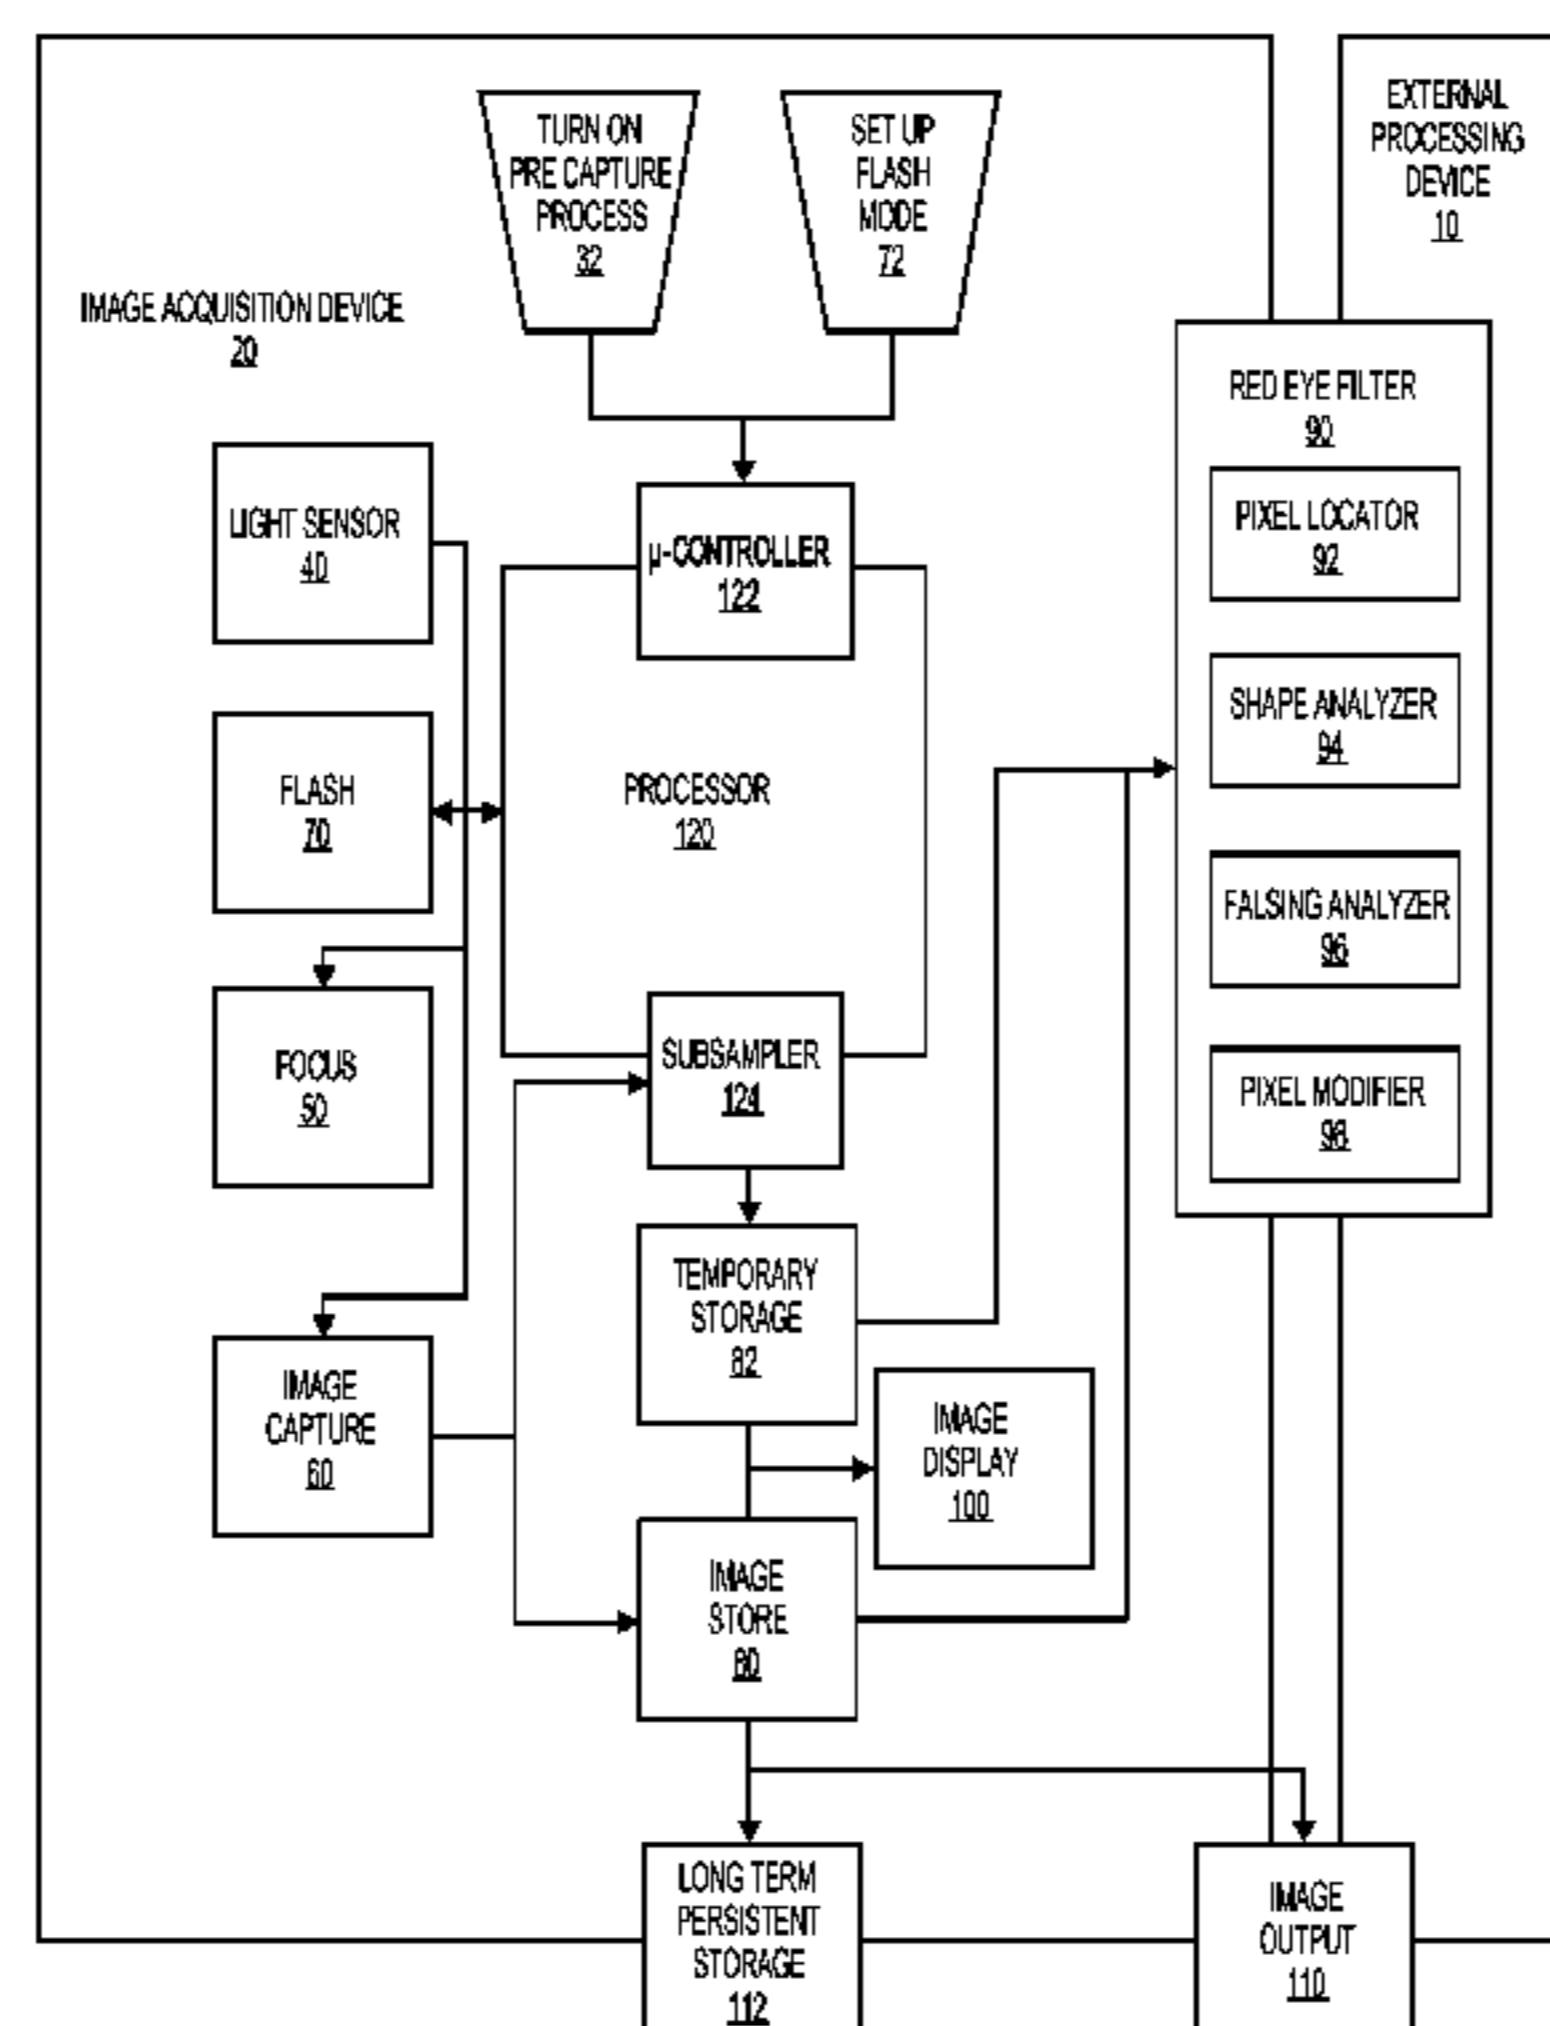 TURN ON
PRE CAPTURE
PROCESS
32
SET UP
FLASH
MODE
72
EXTERNAL
PROCESSING
DEVICE
10
IMAGE ACQUISITION DEVICE
20
RED EYE FILTER
90
LIGHT SENSOR
40
µ-CONTROLLER
122
PIXEL LOCATOR
92
SHAPE ANALYZER
94
FLASH
70
PROCESSOR
120
FALSING ANALYZER
96
FOCUS
50
SUBSAMPLER
124
PIXEL MODIFIER
98
TEMPORARY
STORAGE
82
IMAGE
CAPTURE
60
IMAGE
DISPLAY
100
IMAGE
STORE
80
LONG TERM
PERSISTENT
STORAGE
112
IMAGE
OUTPUT
110